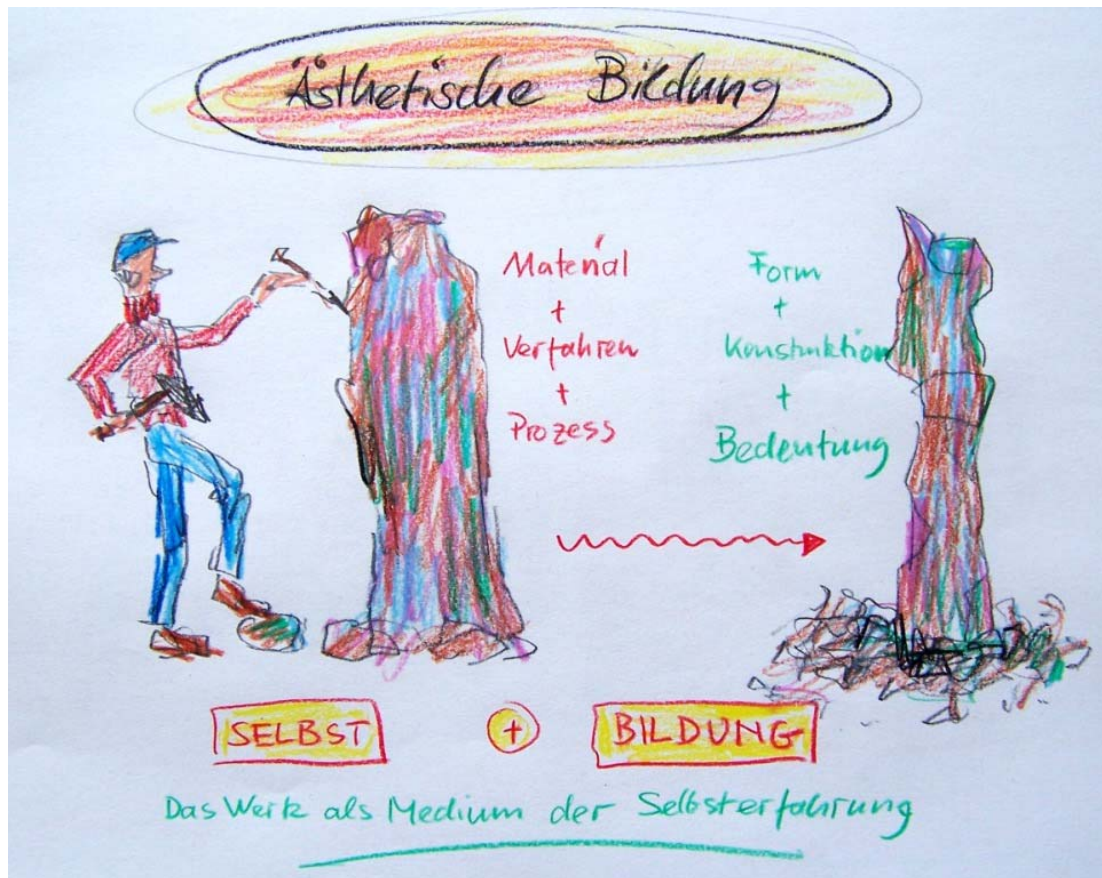 Ästhetische Bildung
Material
+
Verfahren
+
Prozess
Form
+
Konstruktion
+
Bedeutung
SELBST + BILDUNG
Das Werk als Medium der Selbsterfahrung